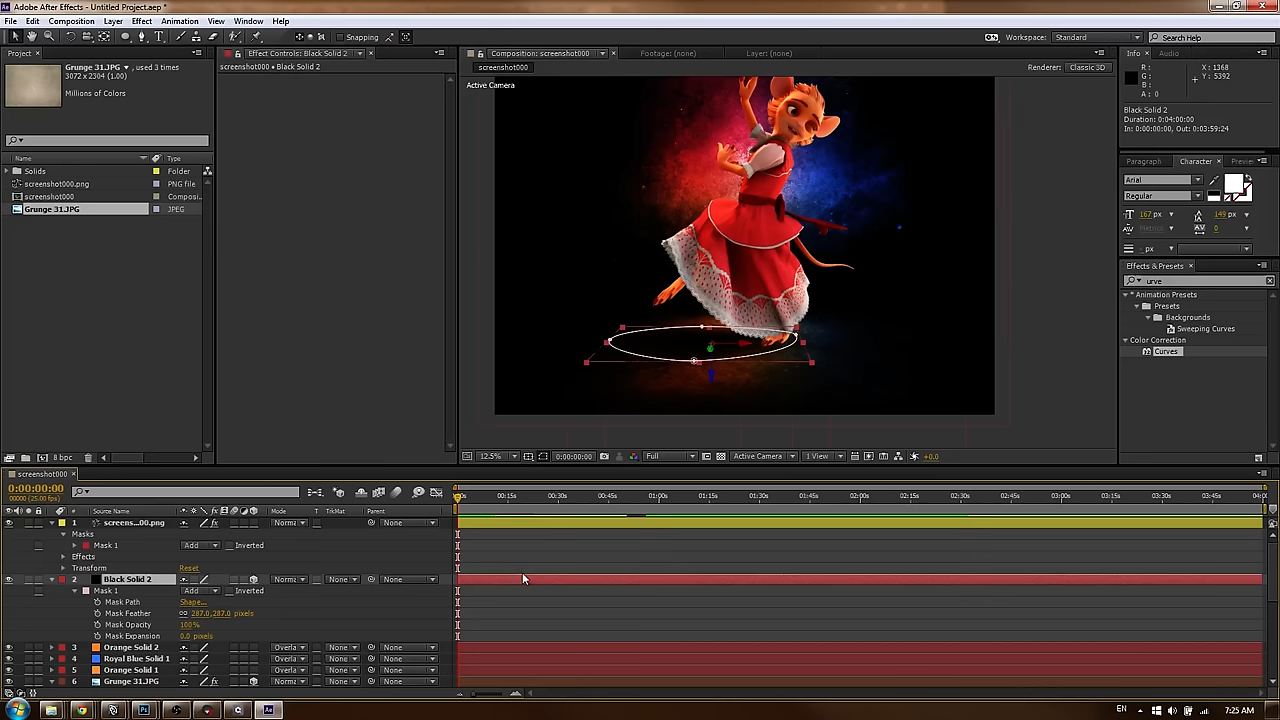 Adobe After Effects - Untitled Project.aep *
File Edit Composition Layer Effect Animation View Window Help
Snapping
Workspace: Standard
Search Help
Project
Effect Controls: Black Solid 2
Composition: screenshot000
Footage: (none)
Layer: (none)
Info
Audio
Grunge 31.JPG ▼ , used 3 times
3072 x 2304 (1.00)
Millions of Colors
screenshot000 • Black Solid 2
screenshot000
Renderer: Classic 3D
Active Camera
R :
G :
B :
A : 0
X : 1368
Y : 5392
Black Solid 2
Duration: 0:04:00:00
In: 0:00:00:00, Out: 0:03:59:24
Name
Type
Solids Folder
screenshot000.png PNG file
screenshot000 Composi...
Grunge 31.JPG JPEG
Paragraph
Character
Previe
Arial
Regular
167 px
149 px
Metrics
0
- px
Effects & Presets
urve
* Animation Presets
Presets
Backgrounds
Sweeping Curves
Color Correction
Curves
8 bpc
12.5%
0:00:00:00
Full
Active Camera
1 View
+0.0
screenshot000
0:00:00:00
00000 (25.00 fps)
00:15s 00:30s 00:45s 01:00s 01:15s 01:30s 01:45s 02:00s 02:15s 02:30s 02:45s 03:00s 03:15s 03:30s 03:45s 04:0
# Source Name Mode T TrkMat Parent
1 screens...00.png Norma None
Masks
Mask 1 Add Inverted
Effects
Transform Reset
2 Black Solid 2 Norma None None
Mask 1 Add Inverted
Mask Path Shape...
Mask Feather 287.0,287.0 pixels
Mask Opacity 100%
Mask Expansion 0.0 pixels
3 Orange Solid 2 Overla None None
4 Royal Blue Solid 1 Overla None None
5 Orange Solid 1 Overla None None
6 Grunge 31.JPG Norma None None
EN
7:25 AM